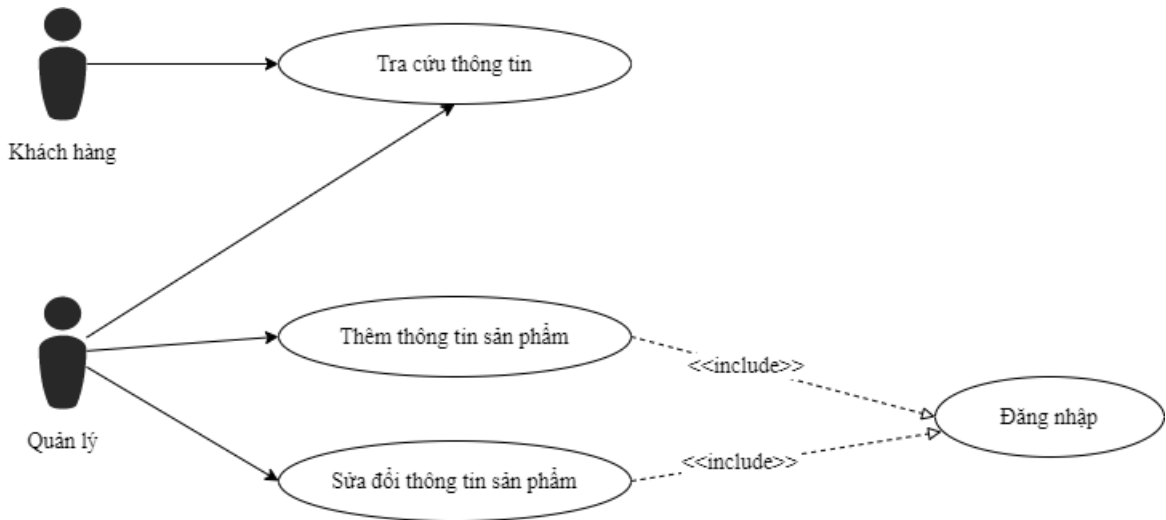 Tra cứu thông tin
Khách hàng
Thêm thông tin sản phẩm
<<include>>
Đăng nhập
Quản lý
<<include>>
Sửa đổi thông tin sản phẩm